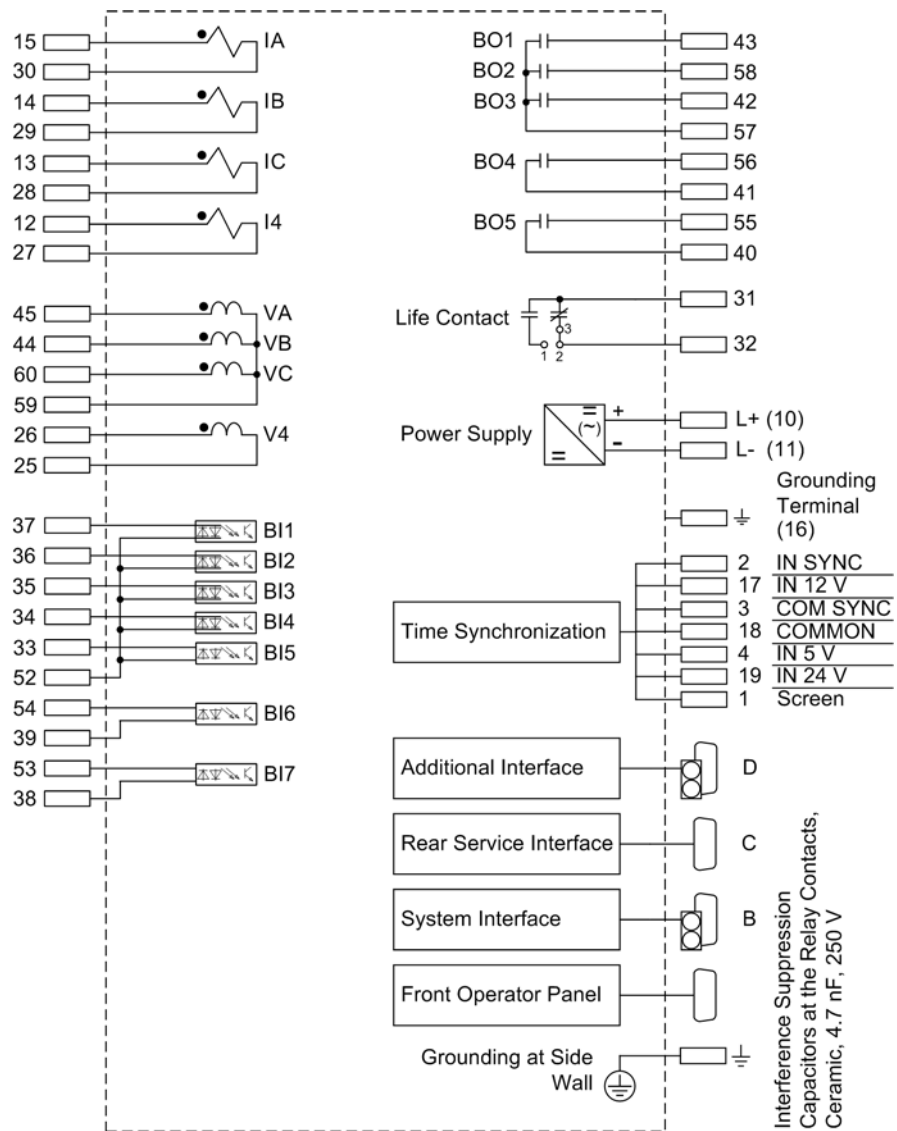 15 IA
30
14 IB
29
13 IC
28
12 I4
27
45 VA
44 VB
60 VC
59
26 V4
25
37 BI1
36 BI2
35 BI3
34 BI4
33 BI5
52
54 BI6
39
53 BI7
38
BO1 43
BO2 58
BO3 42
57
BO4 56
41
BO5 55
40
Life Contact 31
3
1 2 32
Power Supply = (~) = + L+ (10)
- L- (11)
Grounding
Terminal
(16)
Time Synchronization
2 IN SYNC
17 IN 12 V
3 COM SYNC
18 COMMON
4 IN 5 V
19 IN 24 V
1 Screen
Additional Interface D
Rear Service Interface C
System Interface B
Front Operator Panel
Grounding at Side
Wall
Interference Suppression
Capacitors at the Relay Contacts,
Ceramic, 4.7 nF, 250 V